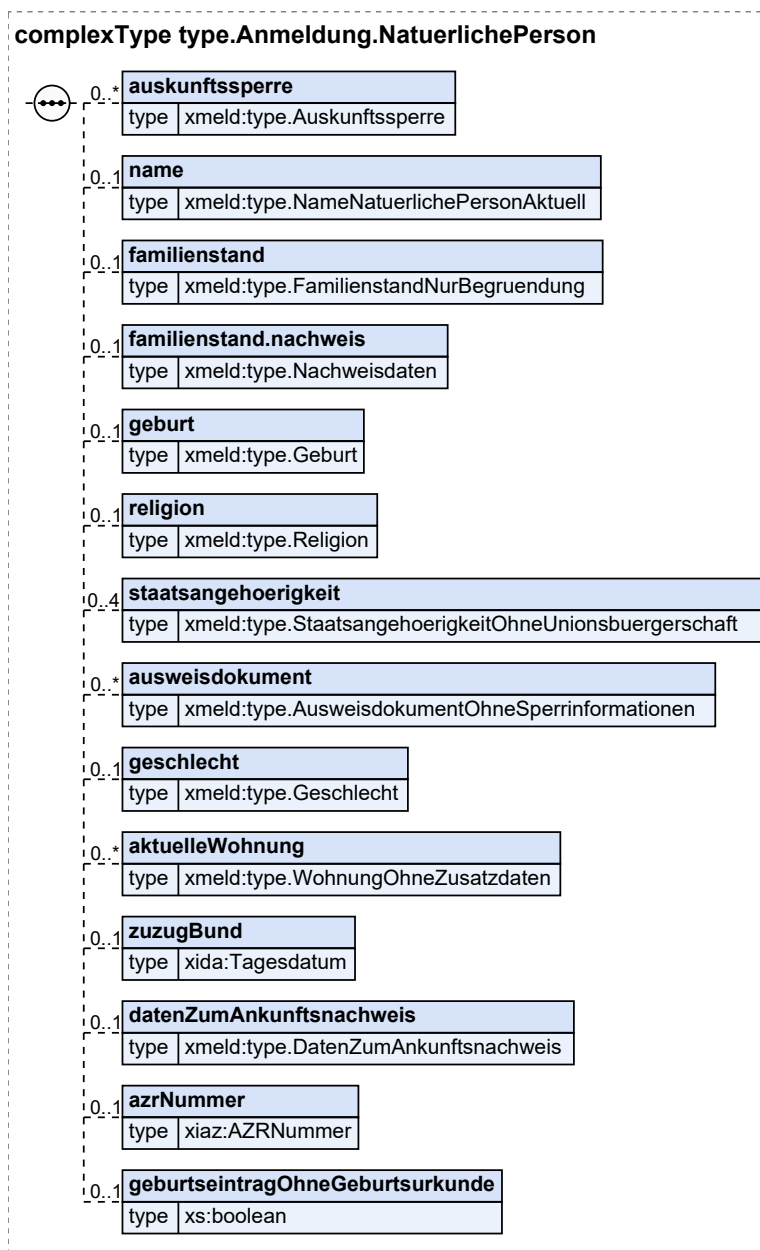 complexType type.Anmeldung.NatuerlichePerson
0..* auskunftssperre
type xmeld:type.Auskunftssperre
0..1 name
type xmeld:type.NameNatuerlichePersonAktuell
0..1 familienstand
type xmeld:type.FamilienstandNurBegruendung
0..1 familienstand.nachweis
type xmeld:type.Nachweisdaten
0..1 geburt
type xmeld:type.Geburt
0..1 religion
type xmeld:type.Religion
0..4 staatsangehoerigkeit
type xmeld:type.StaatsangehoerigkeitOhneUnionsbuergerschaft
0..* ausweisdokument
type xmeld:type.AusweisdokumentOhneSperrinformationen
0..1 geschlecht
type xmeld:type.Geschlecht
0..* aktuelleWohnung
type xmeld:type.WohnungOhneZusatzdaten
0..1 zuzugBund
type xida:Tagesdatum
0..1 datenZumAnkunftsnachweis
type xmeld:type.DatenZumAnkunftsnachweis
0..1 azrNummer
type xiaz:AZRNummer
0..1 geburtseintragOhneGeburtsurkunde
type xs:boolean